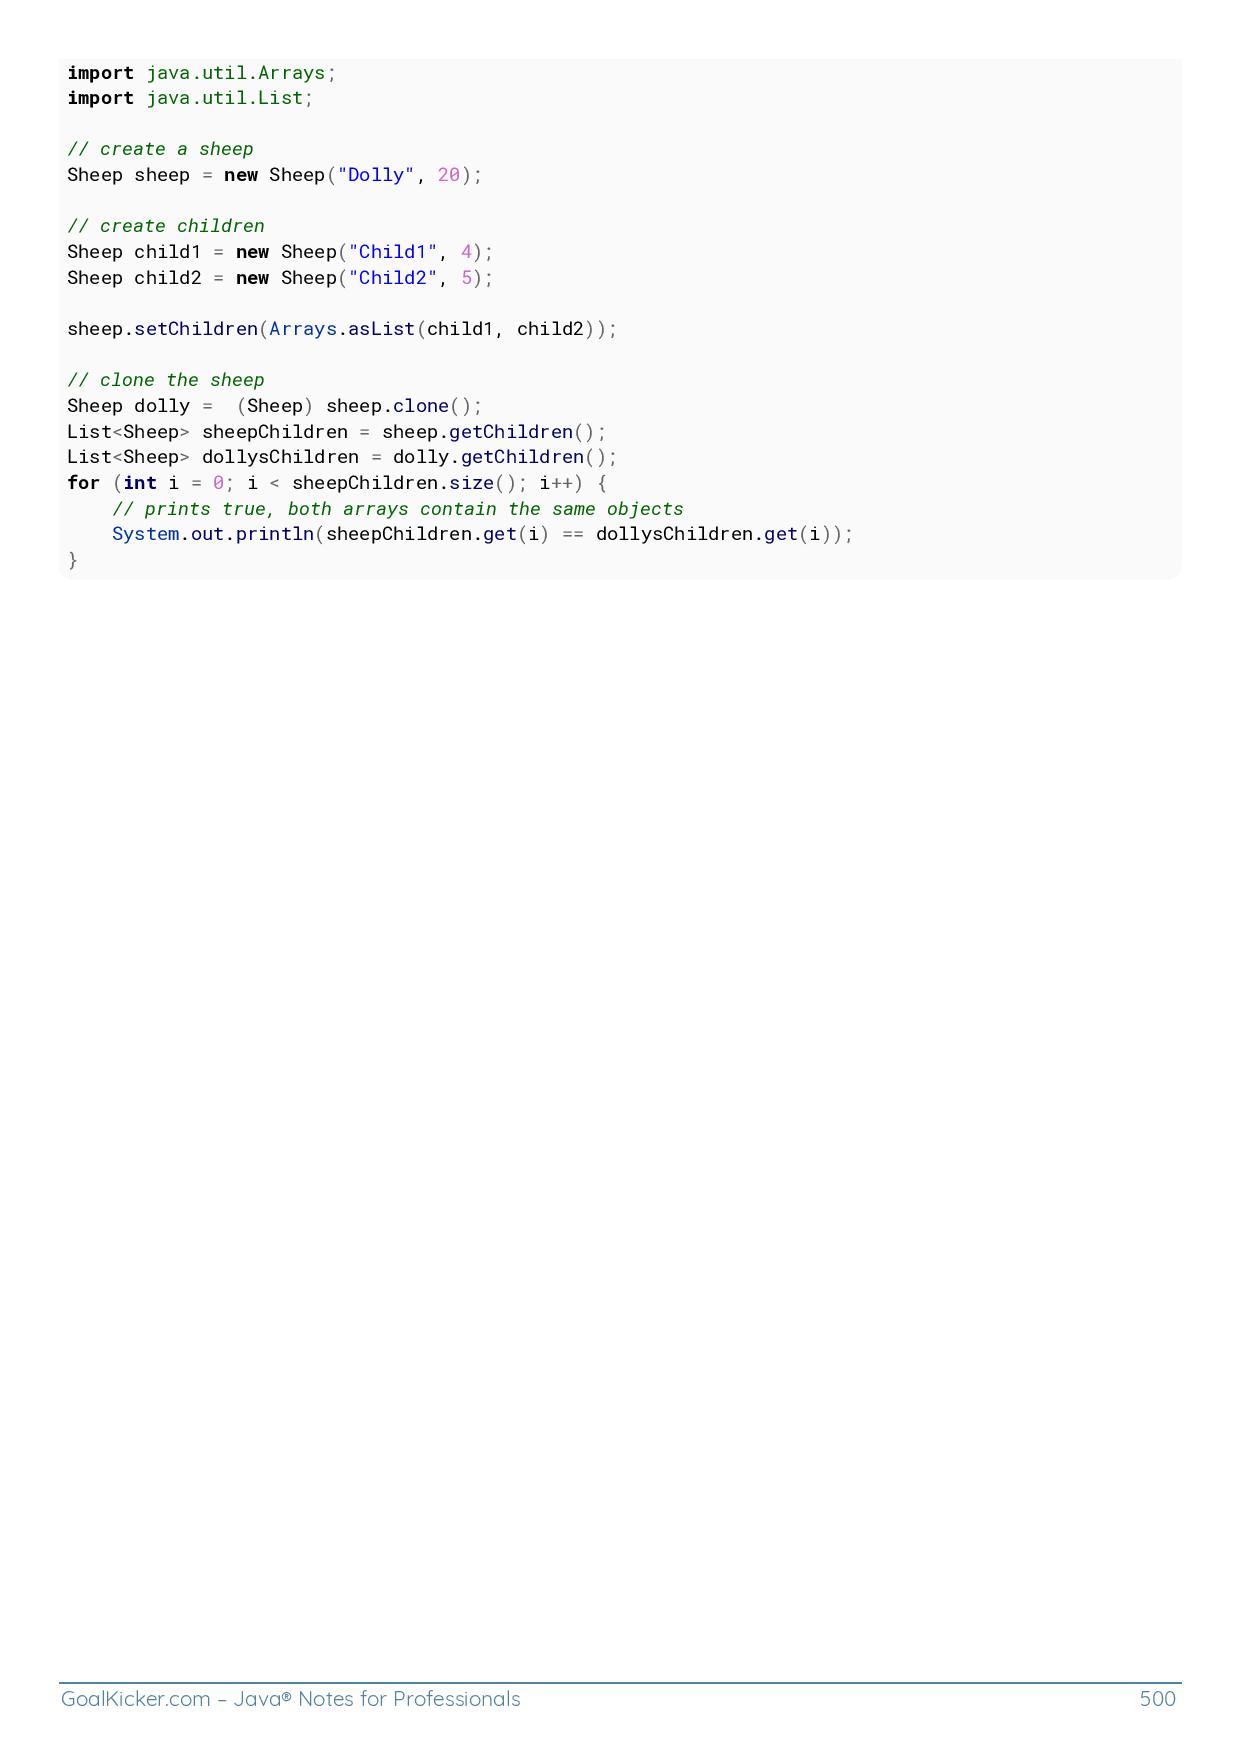 import java.util.Arrays;
import java.util.List;

// create a sheep
Sheep sheep = new Sheep("Dolly", 20);

// create children
Sheep child1 = new Sheep("Child1", 4);
Sheep child2 = new Sheep("Child2", 5);

sheep.setChildren(Arrays.asList(child1, child2));

// clone the sheep
Sheep dolly =  (Sheep) sheep.clone();
List<Sheep> sheepChildren = sheep.getChildren();
List<Sheep> dollysChildren = dolly.getChildren();
for (int i = 0; i < sheepChildren.size(); i++) {
    // prints true, both arrays contain the same objects
    System.out.println(sheepChildren.get(i) == dollysChildren.get(i));
}
GoalKicker.com – Java® Notes for Professionals 500